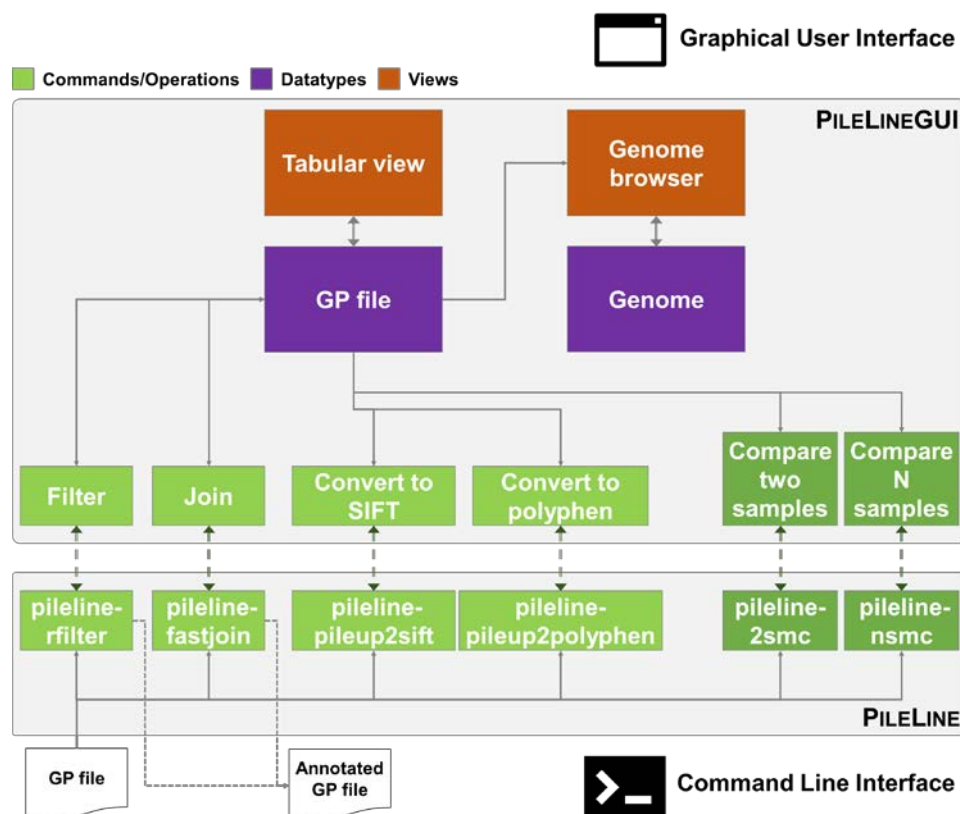 Graphical User Interface
Commands/Operations Datatypes Views
PILELINEGUI
Tabular view
Genome
browser
GP file
Genome
Filter
Join
Convert to
SIFT
Convert to
polyphen
Compare
two
samples
Compare
N
samples
pileline-
rfilter
pileline-
fastjoin
pileline-
pileup2sift
pileline-
pileup2polyphen
pileline-
2smc
pileline-
nsmc
PILELINE
GP file
Annotated
GP file
Command Line Interface